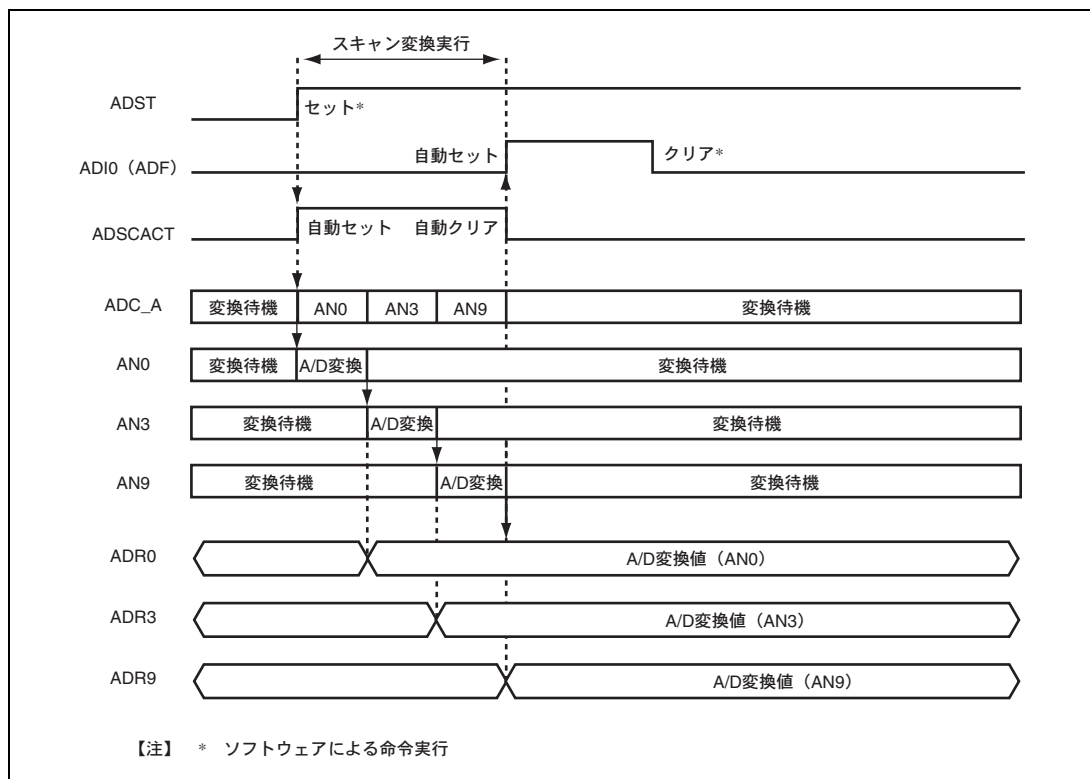 スキャン変換実行
ADST
セット*
ADI0（ADF）
自動セット
クリア*
ADSCACT
自動セット 自動クリア
ADC_A 変換待機 AN0 AN3 AN9 変換待機
AN0 変換待機 A/D変換 変換待機
AN3 変換待機 A/D変換 変換待機
AN9 変換待機 A/D変換 変換待機
ADR0 A/D変換値（AN0）
ADR3 A/D変換値（AN3）
ADR9 A/D変換値（AN9）
【注】 * ソフトウェアによる命令実行